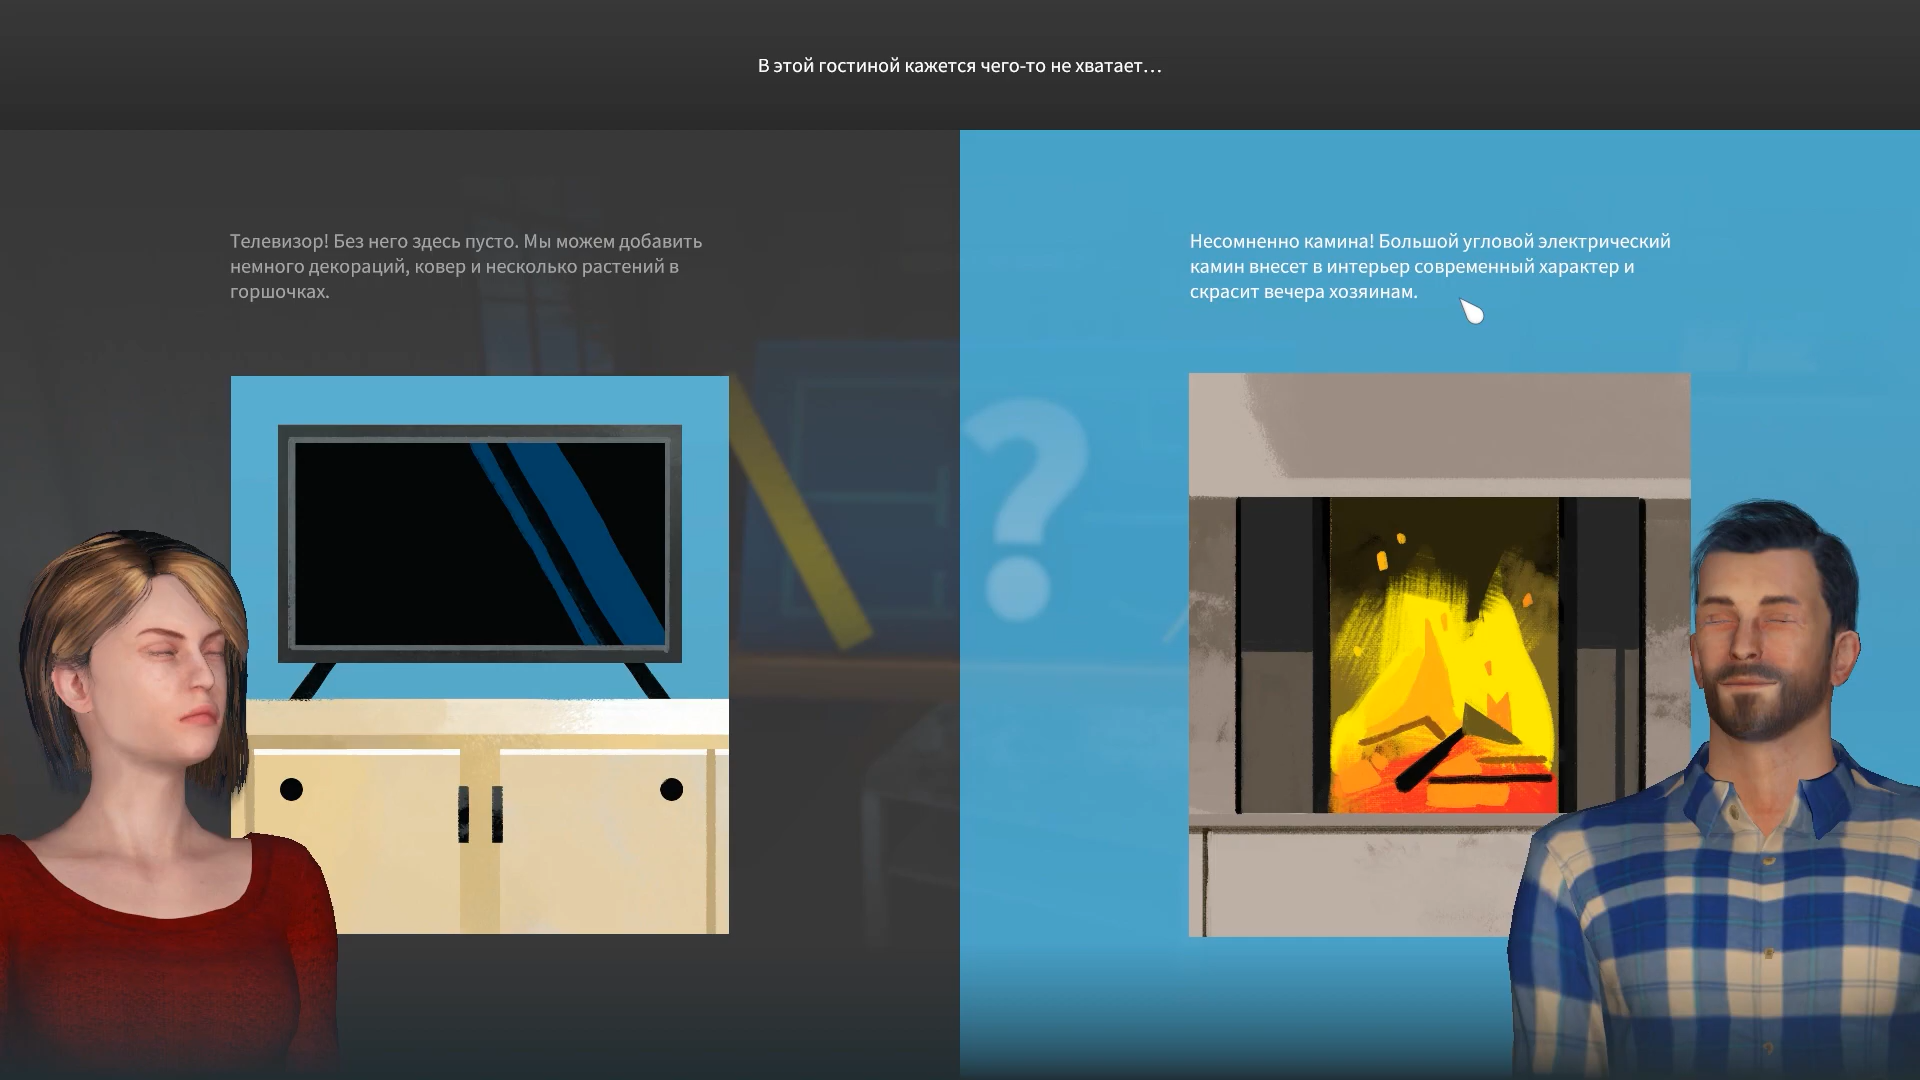 В этой гостиной кажется чего-то не хватает…
Телевизор! Без него здесь пусто. Мы можем добавить
немного декораций, ковер и несколько растений в
горшочках.
Несомненно камина! Большой угловой электрический
камин внесет в интерьер современный характер и
скрасит вечера хозяинам.
?